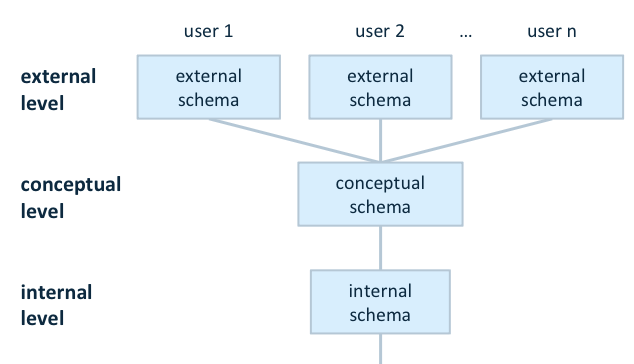 user 1
user 2
...
user n
external
level
external
schema
external
schema
external
schema
conceptual
level
conceptual
schema
internal
level
internal
schema